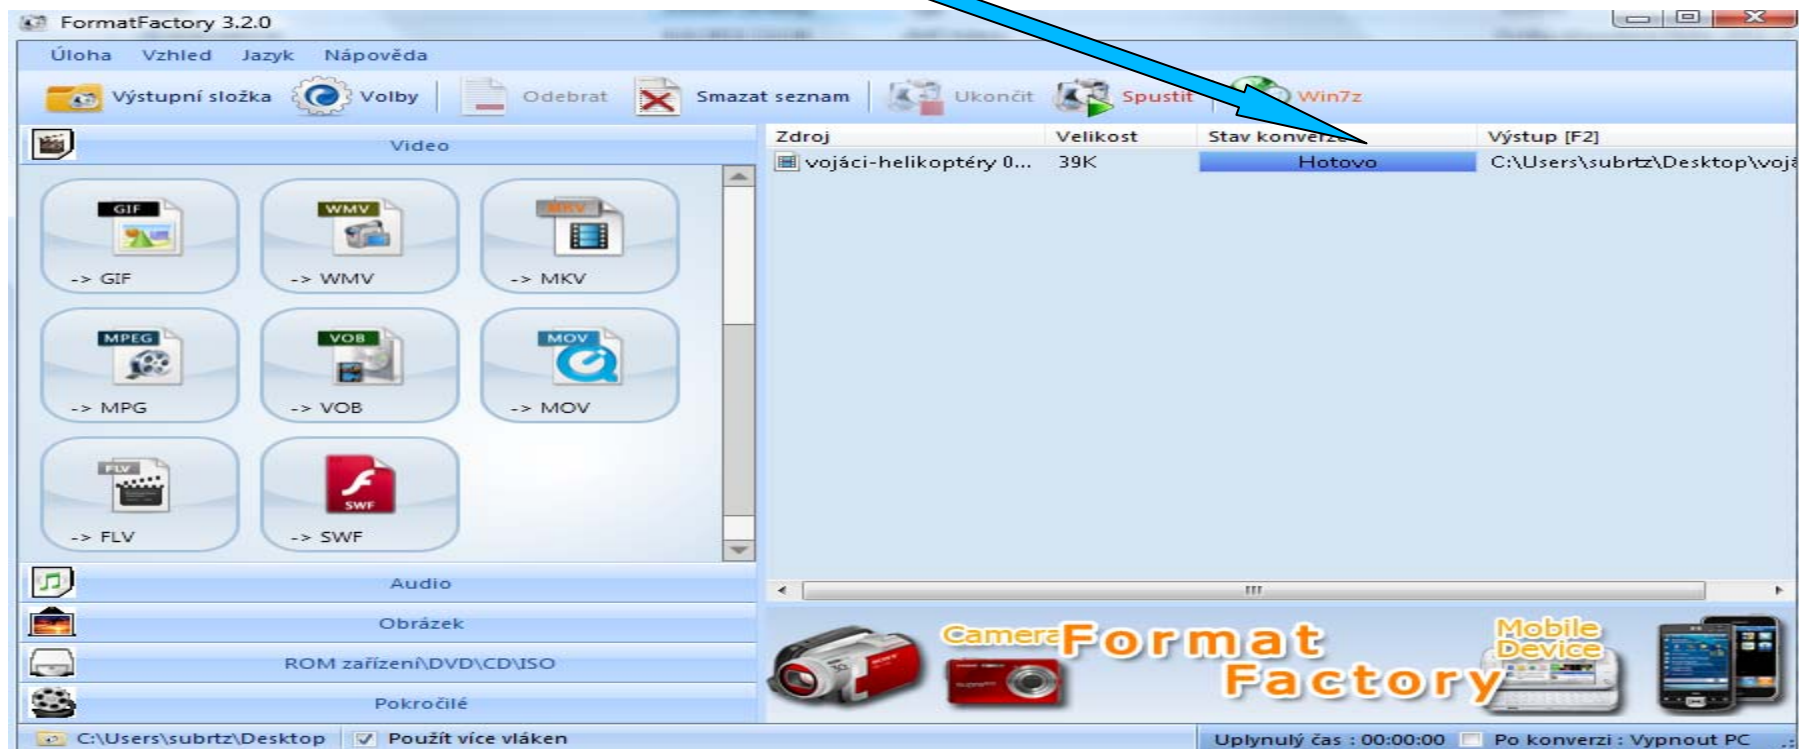 FormatFactory 3.2.0
Úloha Vzhled Jazyk Nápověda
Výstupní složka Volby Odebrat Smazat seznam Ukončit Spustit Win7z
Video
Zdroj Velikost Stav konverze Výstup [F2]
vojáci-helikoptéry 0... 39K Hotovo C:\Users\subrtz\Desktop\vojá
GIF WMV MKV
-> GIF -> WMV -> MKV
MPEG VOB MOV
-> MPG -> VOB -> MOV
FLV SWF
-> FLV -> SWF
Audio
Obrázek
ROM zařízení\DVD\CD\ISO
Pokročilé
Camera Format Factory Mobile Device
C:\Users\subrtz\Desktop Použít více vláken Uplynulý čas : 00:00:00 Po konverzi : Vypnout PC